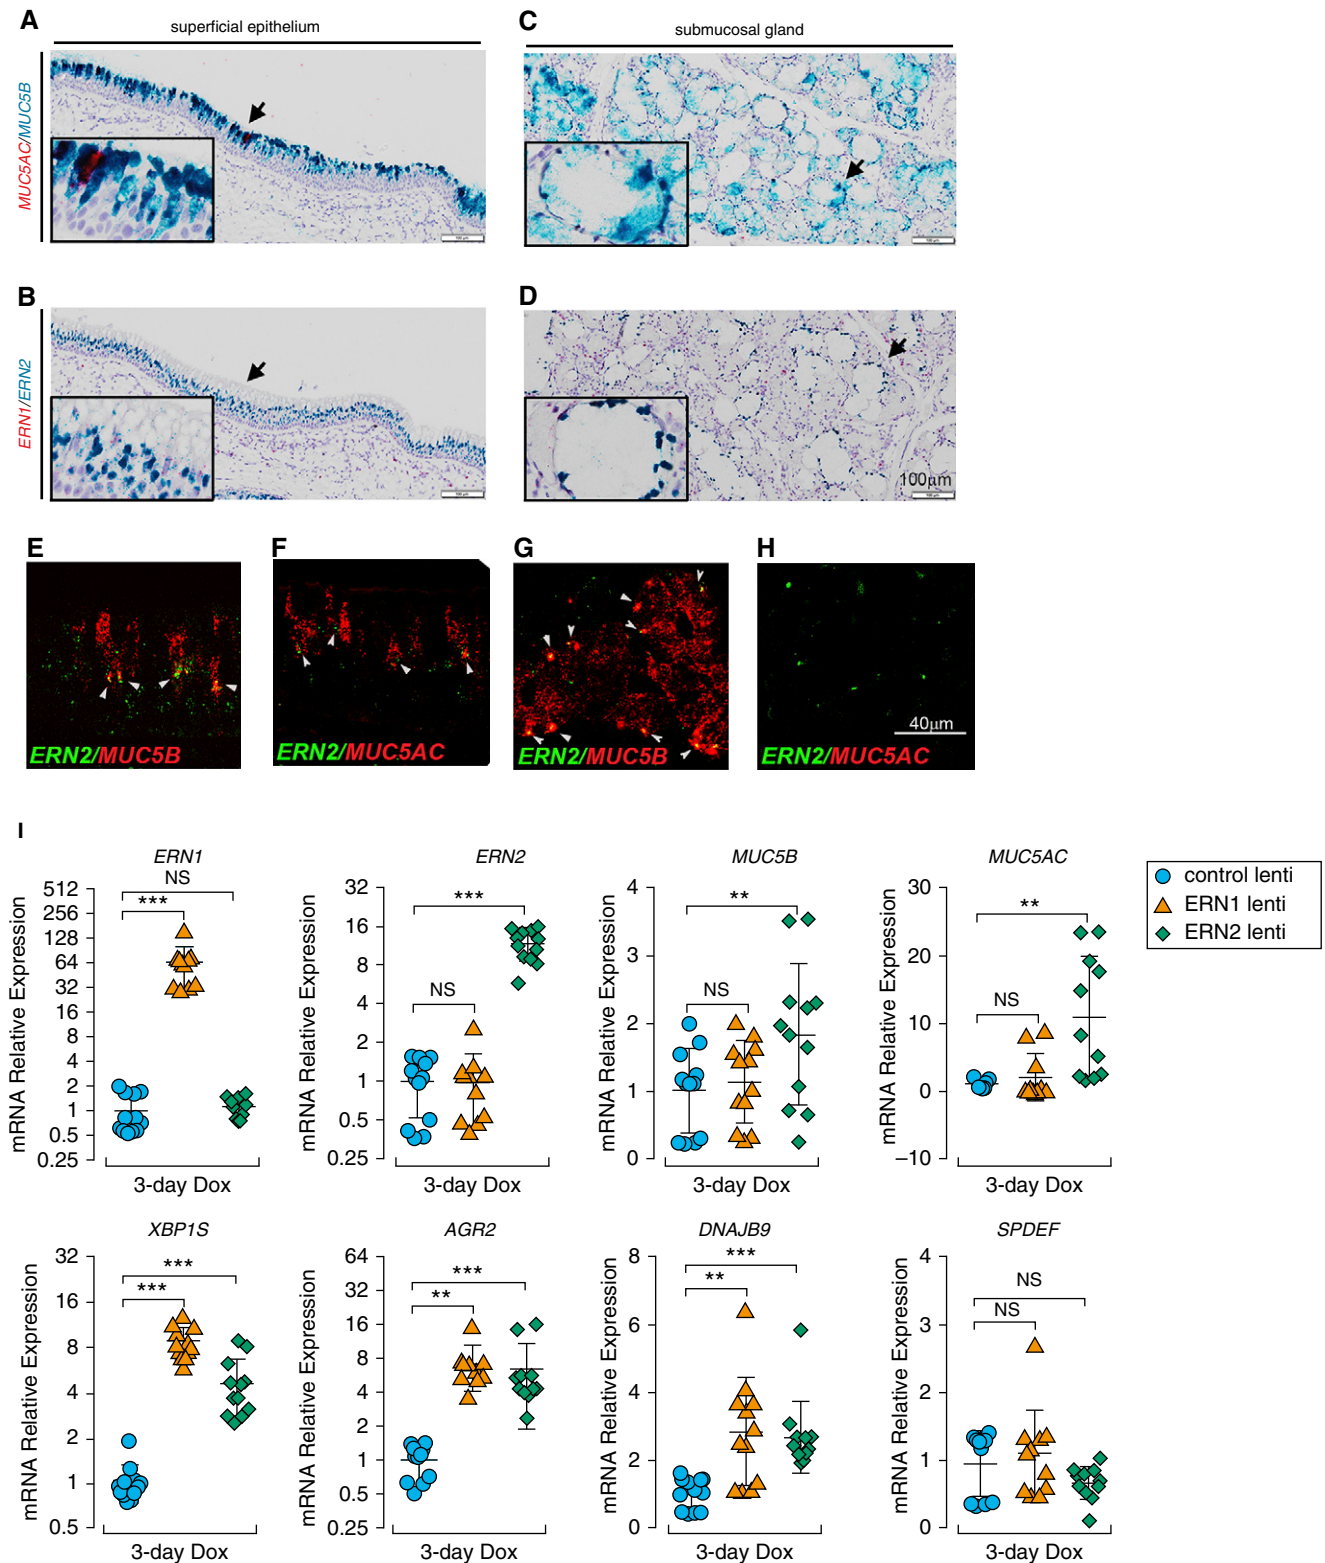 A
superficial epithelium
C
submucosal gland
MUC5AC/MUC5B
B
D
ERN1/ERN2
100μm
E
F
G
H
ERN2/MUC5B
ERN2/MUC5AC
ERN2/MUC5B
40μm
ERN2/MUC5AC
I
ERN1
NS
***
mRNA Relative Expression
512
256
128
64
32
16
8
4
2
1
0.5
0.25
3-day Dox
ERN2
***
NS
mRNA Relative Expression
32
16
8
4
2
1
0.5
0.25
3-day Dox
MUC5B
**
NS
mRNA Relative Expression
4
3
2
1
0
3-day Dox
MUC5AC
**
NS
mRNA Relative Expression
30
20
10
0
–10
3-day Dox
control lenti
ERN1 lenti
ERN2 lenti
XBP1S
***
***
mRNA Relative Expression
32
16
8
4
2
1
0.5
3-day Dox
AGR2
***
**
mRNA Relative Expression
64
32
16
8
4
2
1
0.5
0.25
3-day Dox
DNAJB9
***
**
mRNA Relative Expression
8
6
4
2
0
3-day Dox
SPDEF
NS
NS
mRNA Relative Expression
4
3
2
1
0
3-day Dox